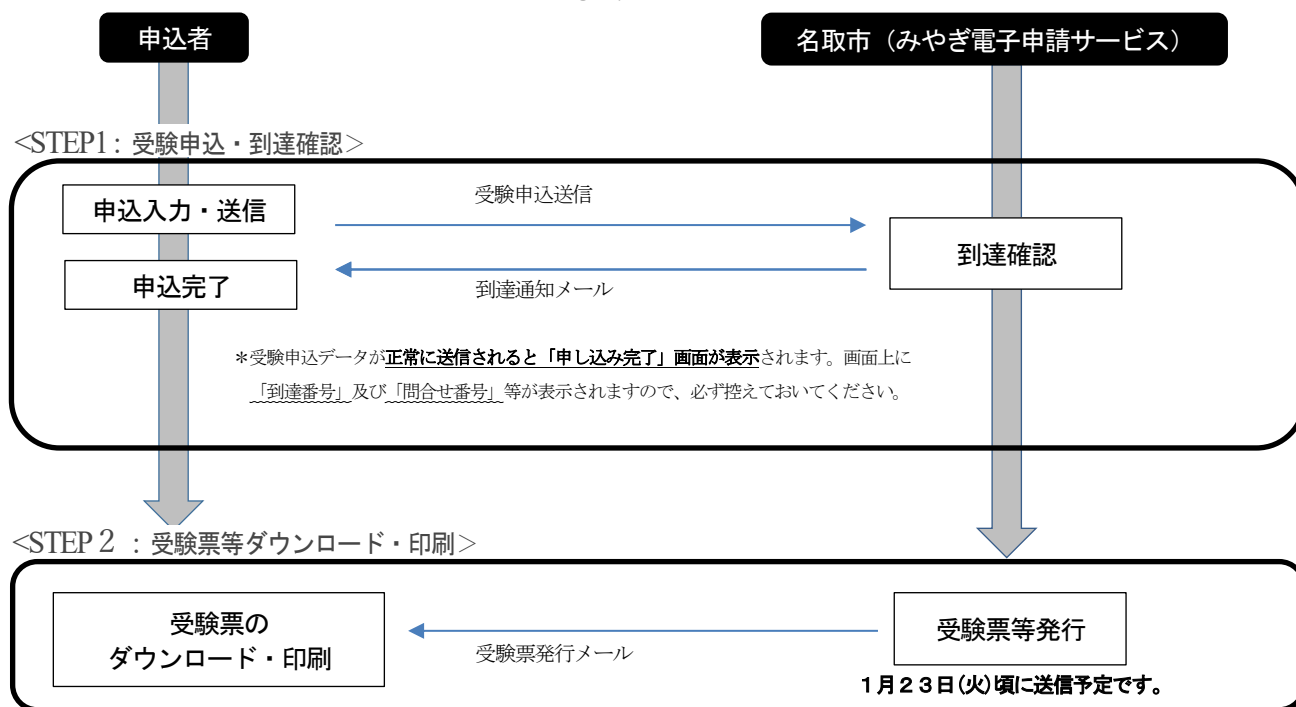 申込者
名取市（みやぎ電子申請サービス）
<STEP1：受験申込・到達確認＞
申込入力・送信
受験申込送信
到達確認
申込完了
到達通知メール
＊受験申込データが正常に送信されると「申し込み完了」画面が表示されます。画面上に
「到達番号」及び「問合せ番号」等が表示されますので、必ず控えておいてください。
<STEP２：受験票等ダウンロード・印刷＞
受験票の
ダウンロード・印刷
受験票発行メール
受験票等発行
１月２３日(火)頃に送信予定です。